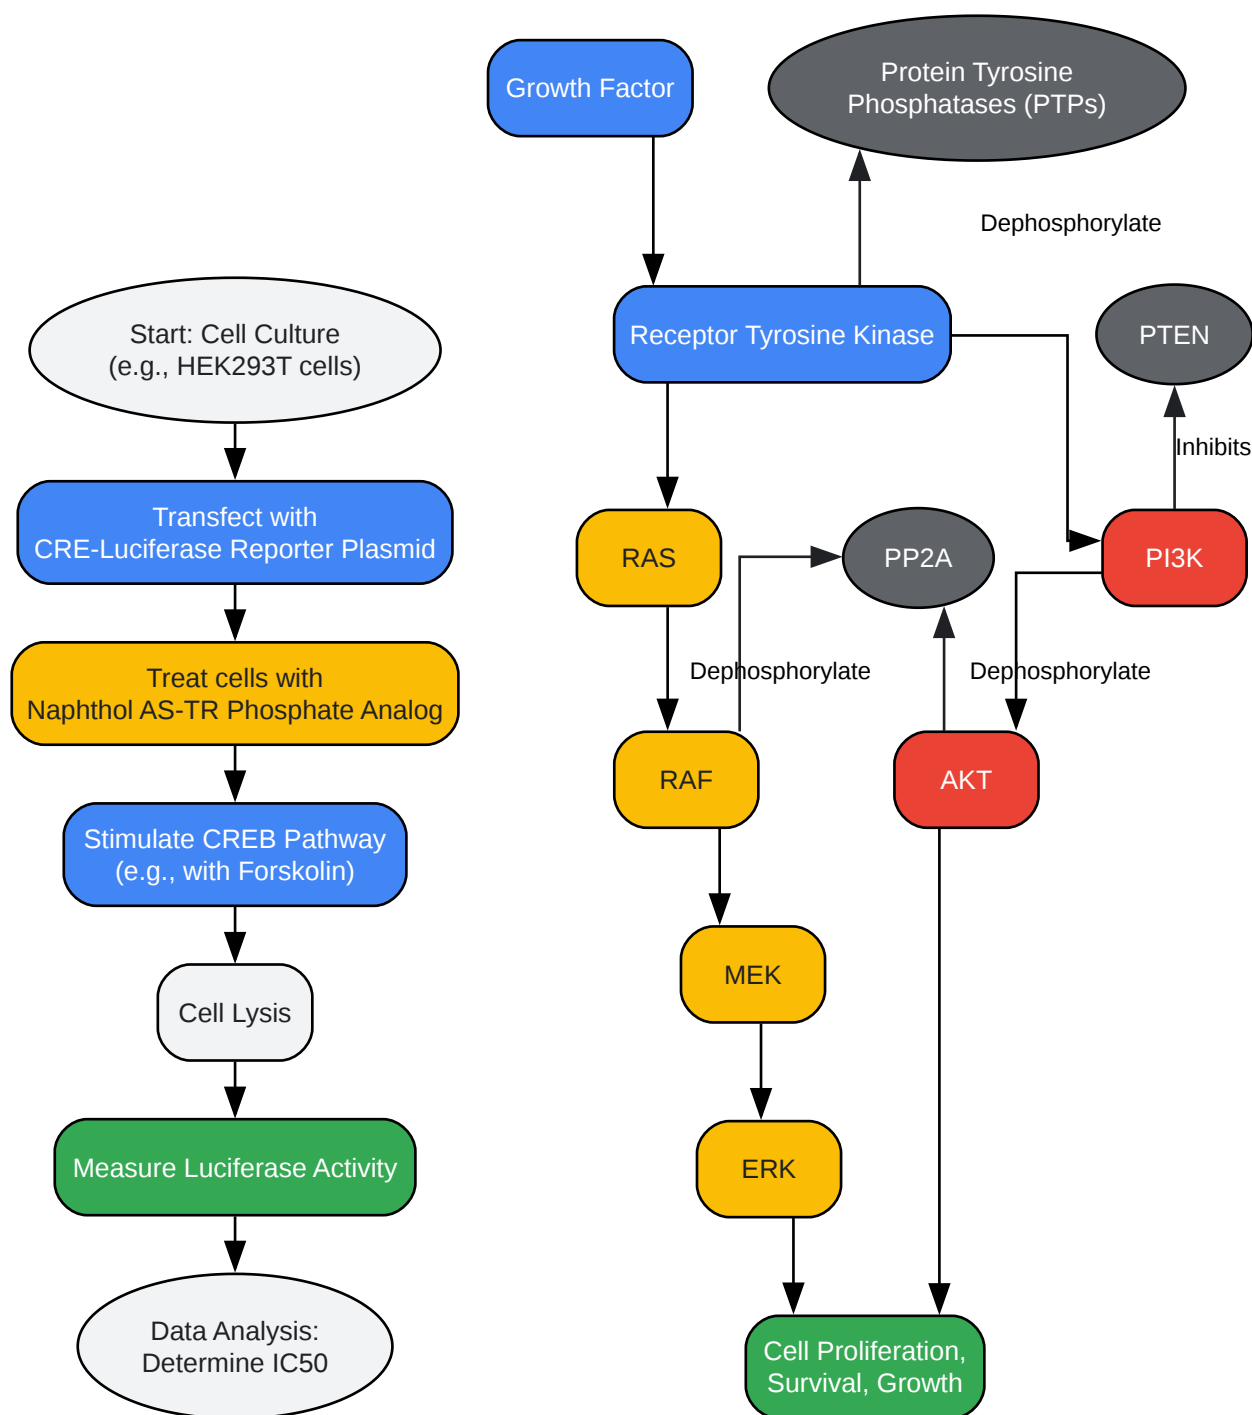 Start: Cell Culture
(e.g., HEK293T cells)
Transfect with
CRE-Luciferase Reporter Plasmid
Treat cells with
Naphthol AS-TR Phosphate Analog
Stimulate CREB Pathway
(e.g., with Forskolin)
Cell Lysis
Measure Luciferase Activity
Data Analysis:
Determine IC50
Growth Factor
Protein Tyrosine
Phosphatases (PTPs)
Dephosphorylate
Receptor Tyrosine Kinase
PTEN
Inhibits
RAS
PP2A
PI3K
Dephosphorylate
Dephosphorylate
RAF
AKT
MEK
ERK
Cell Proliferation,
Survival, Growth